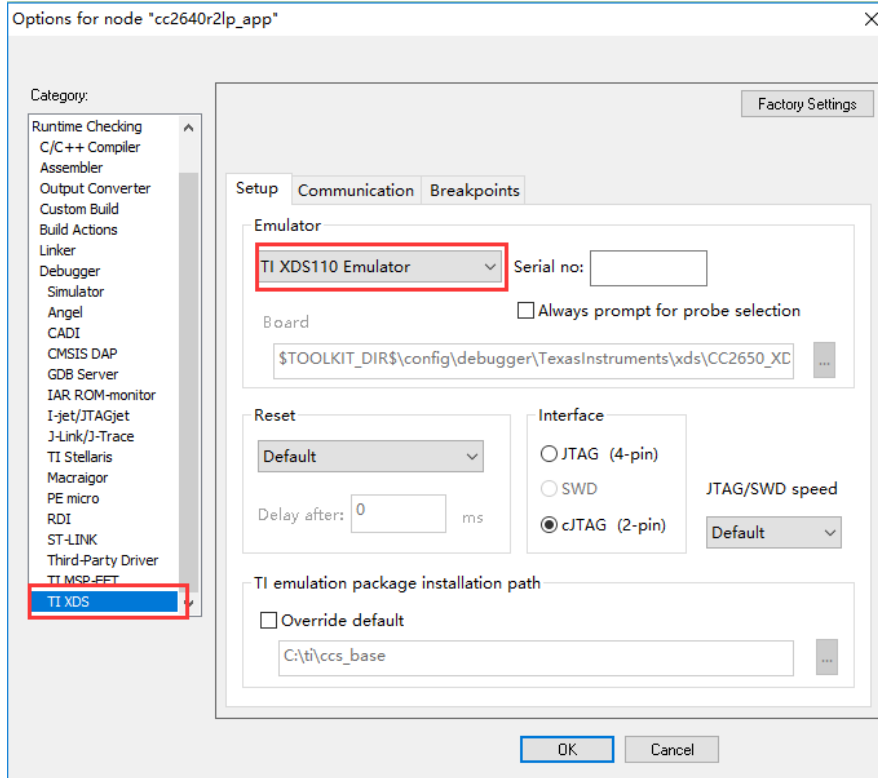 Options for node "cc2640r2lp_app"
Category:
Factory Settings
Runtime Checking
C/C++ Compiler
Assembler
Output Converter
Custom Build
Build Actions
Linker
Debugger
Simulator
Angel
CADI
CMSIS DAP
GDB Server
IAR ROM-monitor
I-jet/JTAGjet
J-Link/J-Trace
TI Stellaris
Macraigor
PE micro
RDI
ST-LINK
Third-Party Driver
TI MSP-FET
TI XDS
Setup Communication Breakpoints
Emulator
TI XDS110 Emulator Serial no:
Always prompt for probe selection
Board
$TOOLKIT_DIR$\config\debugger\TexasInstruments\xds\CC2650_XD
...
Reset
Default
Delay after: 0 ms
Interface
JTAG (4-pin)
SWD
cJTAG (2-pin)
JTAG/SWD speed
Default
TI emulation package installation path
Override default
C:\ti\ccs_base
...
OK Cancel